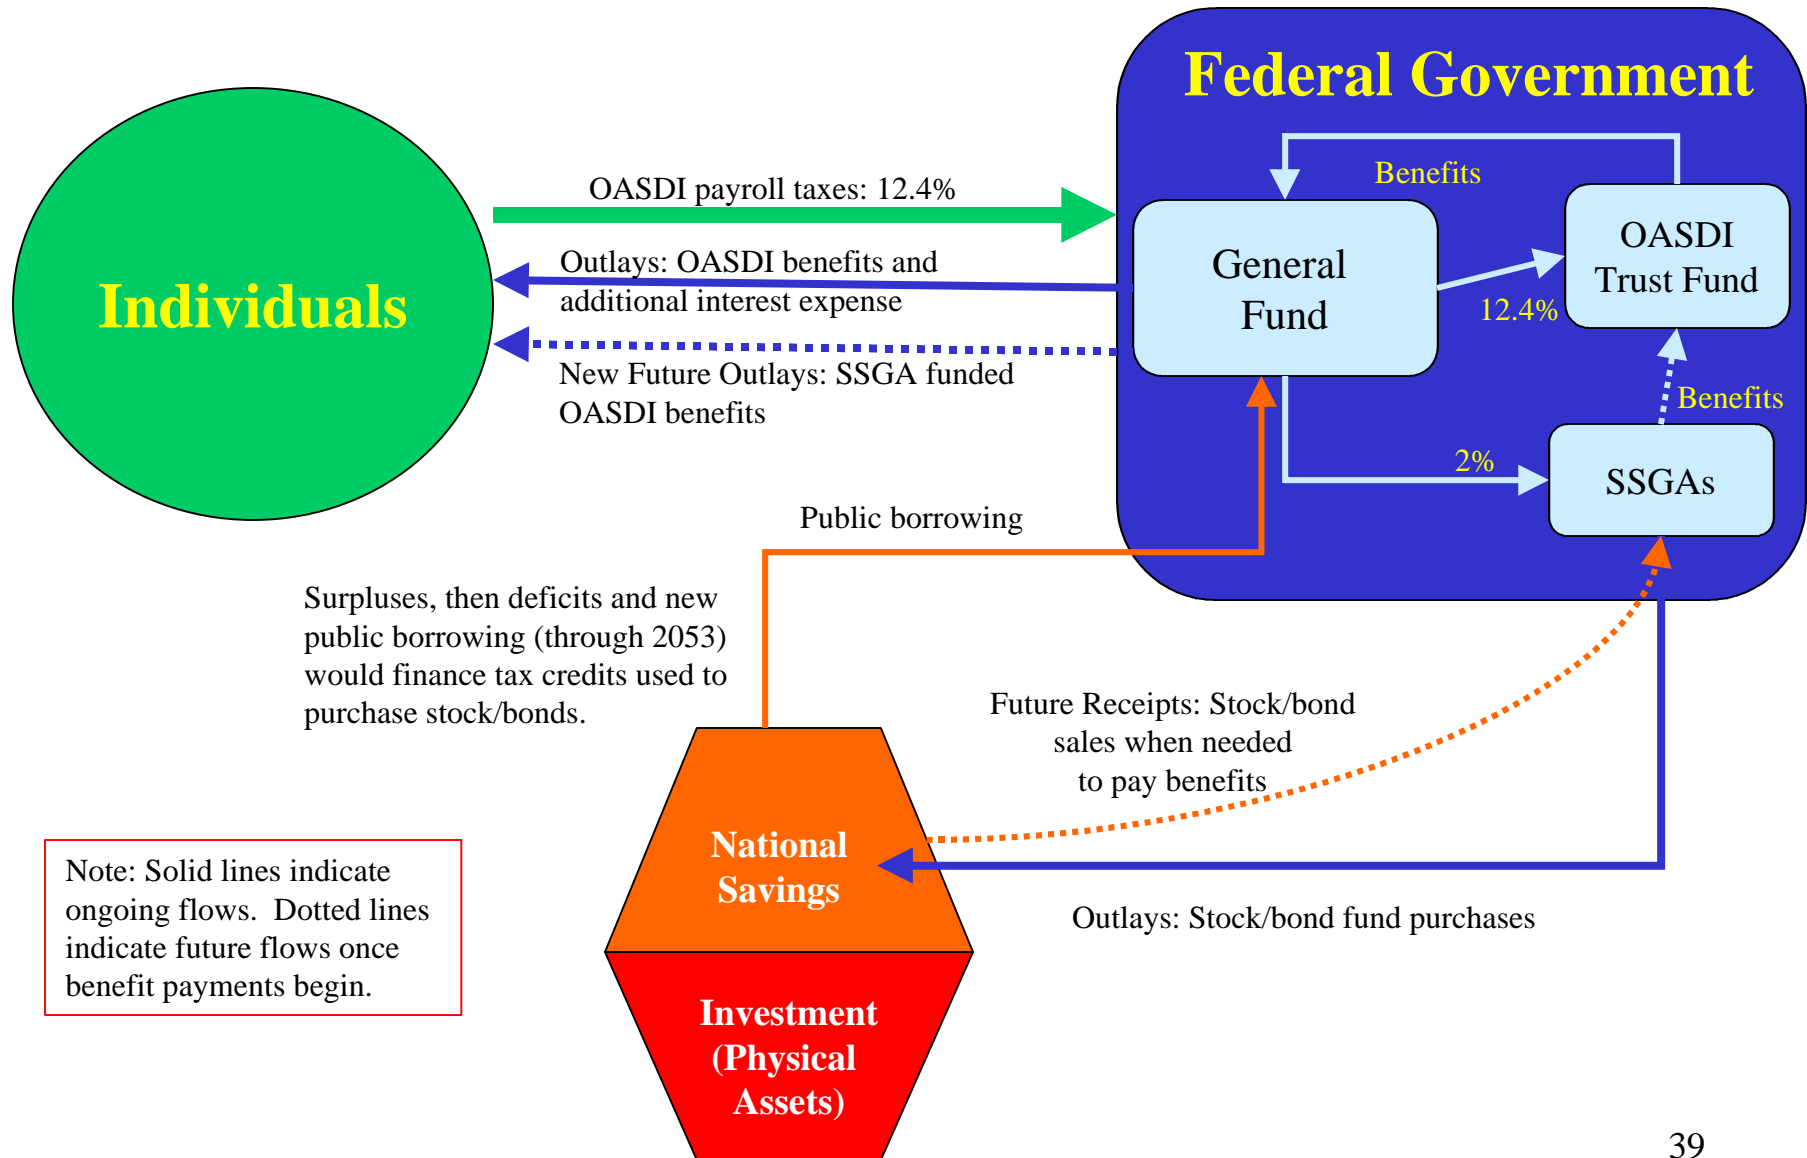 Federal Government
Benefits
OASDI payroll taxes: 12.4%
OASDI
Trust Fund
General
Fund
12.4%
Outlays: OASDI benefits and
additional interest expense
Individuals
New Future Outlays: SSGA funded
OASDI benefits
Benefits
2%
SSGAs
Public borrowing
Surpluses, then deficits and new
public borrowing (through 2053)
would finance tax credits used to
purchase stock/bonds.
Future Receipts: Stock/bond
sales when needed
to pay benefits
National
Savings
Outlays: Stock/bond fund purchases
Note: Solid lines indicate
ongoing flows.  Dotted lines
indicate future flows once
benefit payments begin.
Investment
(Physical
Assets)
39